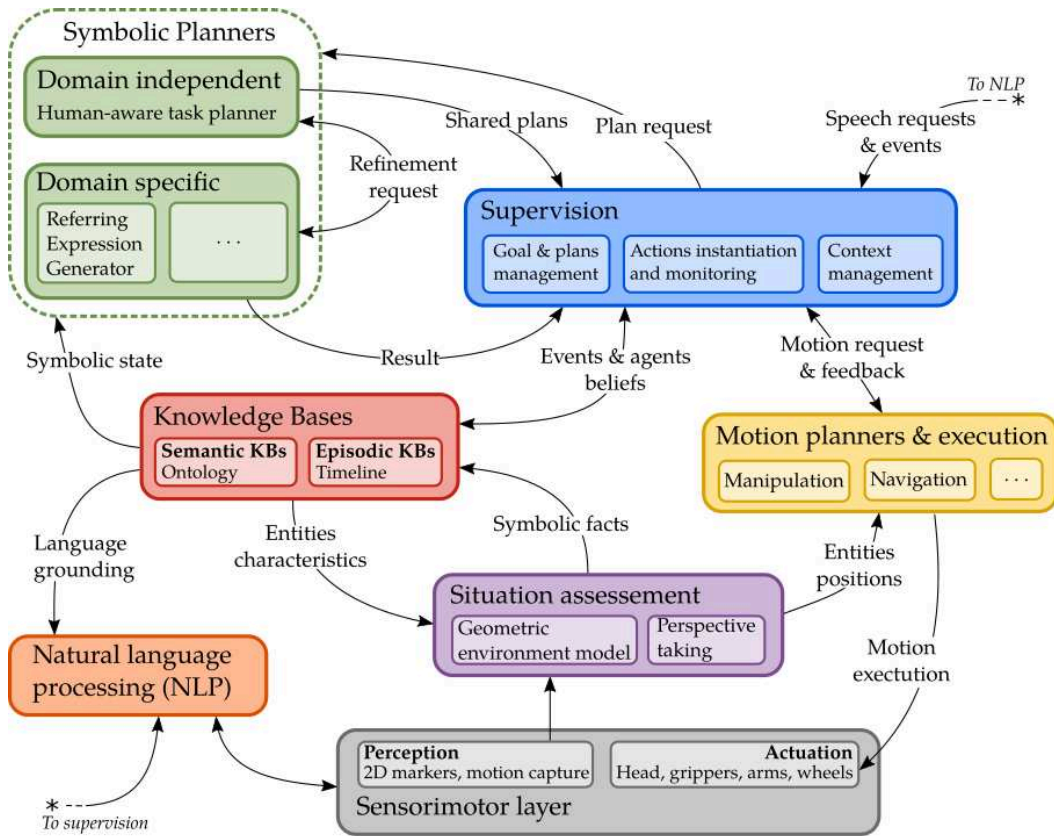 Symbolic Planners
Domain independent
Human-aware task planner
Domain specific
Referring
Expression
Generator
...
Shared plans
Plan request
Refinement
request
To NLP
*
Speech requests
& events
Supervision
Goal & plans
management
Actions instantiation
and monitoring
Context
management
Symbolic state
Result
Events & agents
beliefs
Motion request
& feedback
Knowledge Bases
Semantic KBs
Ontology
Episodic KBs
Timeline
Motion planners & execution
Manipulation
Navigation
...
Language
grounding
Entities
characteristics
Symbolic facts
Entities
positions
Situation assessement
Geometric
environment model
Perspective
taking
Motion
exectution
Natural language
processing (NLP)
Perception
2D markers, motion capture
Actuation
Head, grippers, arms, wheels
Sensorimotor layer
*
To supervision